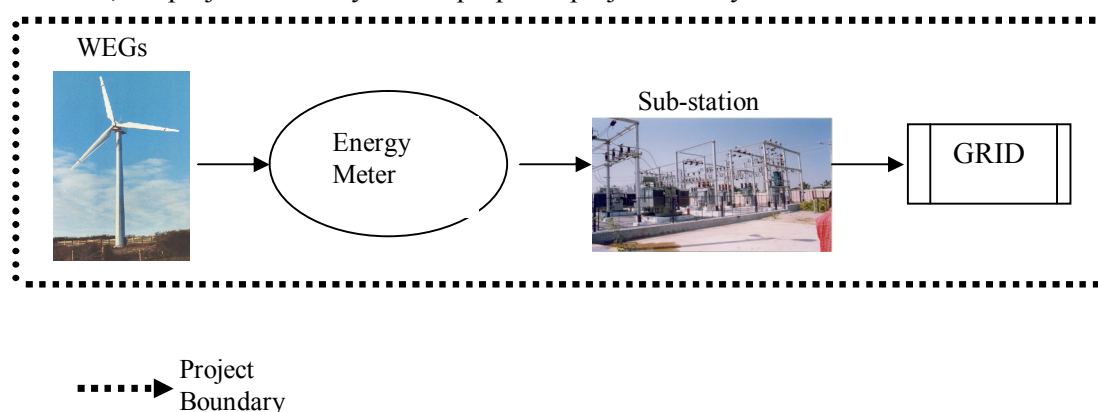 WEGs
Energy
Meter
Sub-station
GRID
Project
Boundary